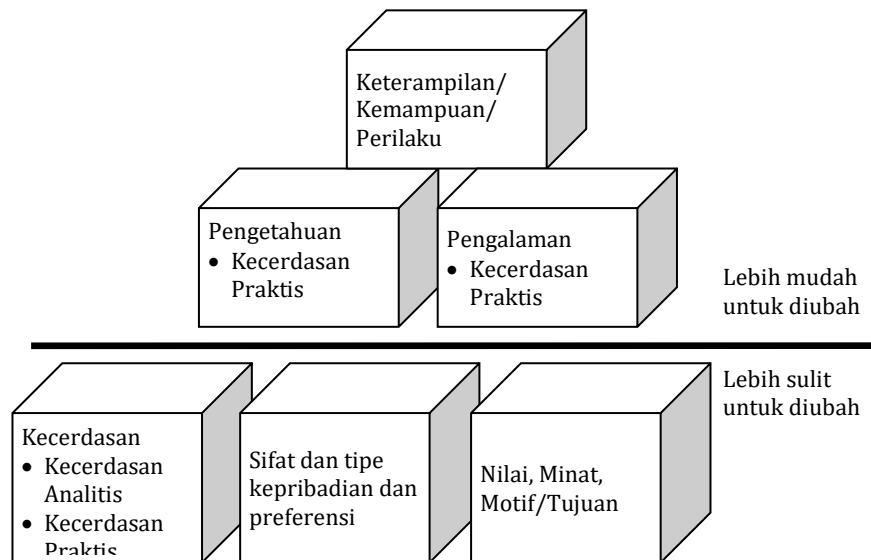 Keterampilan/
Kemampuan/
Perilaku
Pengetahuan
• Kecerdasan
Praktis
Pengalaman
• Kecerdasan
Praktis
Lebih mudah
untuk diubah
Lebih sulit
untuk diubah
Kecerdasan
• Kecerdasan
Analitis
• Kecerdasan
Praktis
Sifat dan tipe
kepribadian dan
preferensi
Nilai, Minat,
Motif/Tujuan